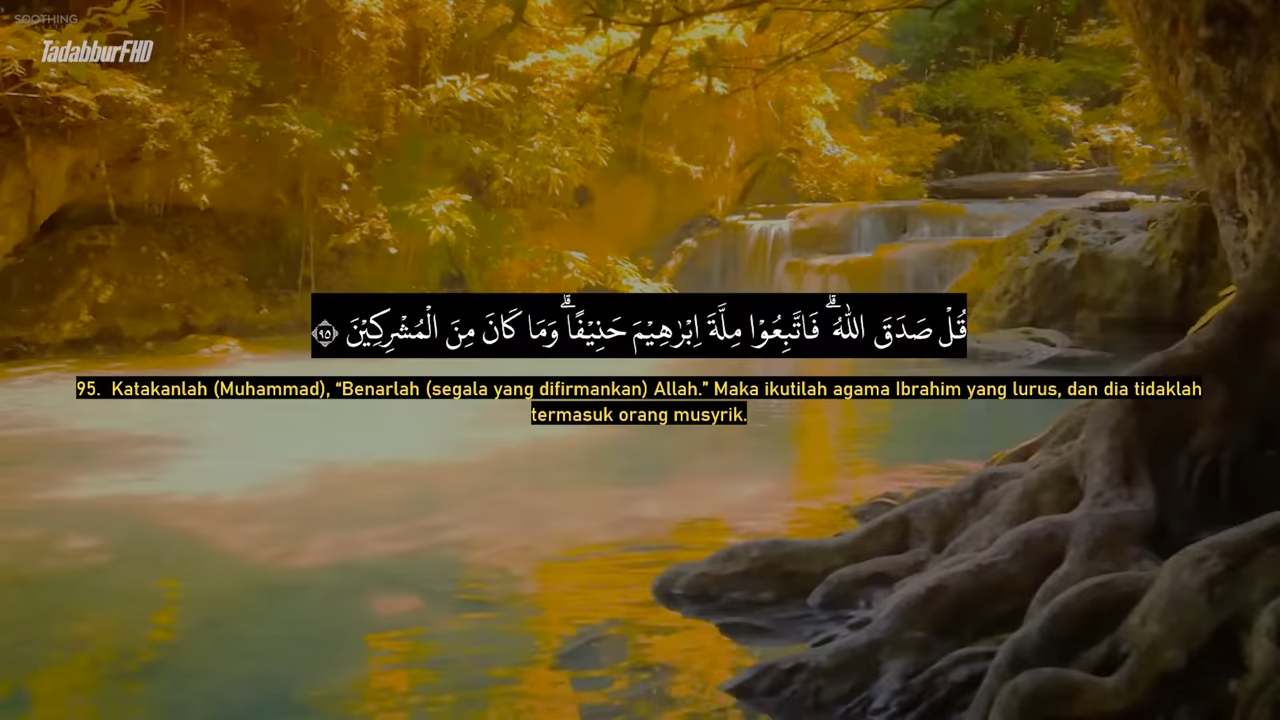 SOOTHING
TadabburFHD
قُلْ صَدَقَ اللّٰهُ ۗ فَاتَّبِعُوْا مِلَّةَ اِبْرٰهِيْمَ حَنِيْفًاۗ وَمَا كَانَ مِنَ الْمُشْرِكِيْنَ ۝٩٥
95. Katakanlah (Muhammad), “Benarlah (segala yang difirmankan) Allah.” Maka ikutilah agama Ibrahim yang lurus, dan dia tidaklah
termasuk orang musyrik.